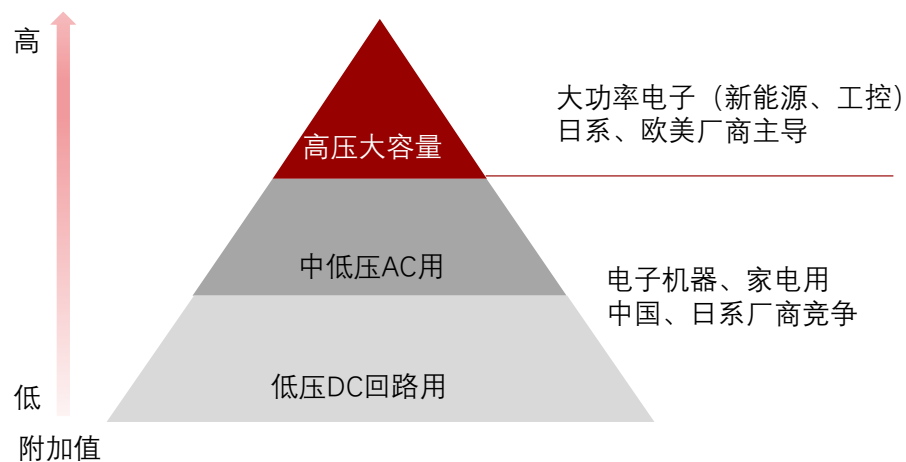 高
大功率电子（新能源、工控）
日系、欧美厂商主导
高压大容量
中低压AC用
电子机器、家电用
中国、日系厂商竞争
低压DC回路用
低
附加值